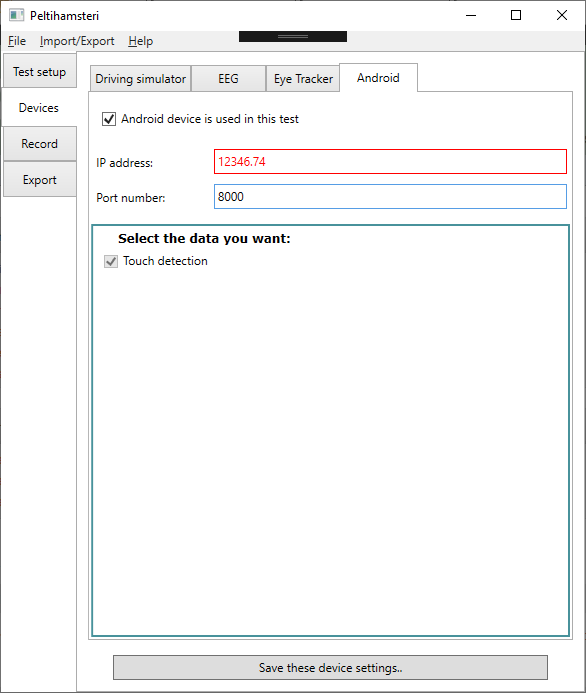 Peltihamsteri
File Import/Export Help
Test setup
Devices
Record
Export
Driving simulator EEG Eye Tracker Android
Android device is used in this test
IP address: 12346.74
Port number: 8000
Select the data you want:
Touch detection
Save these device settings..